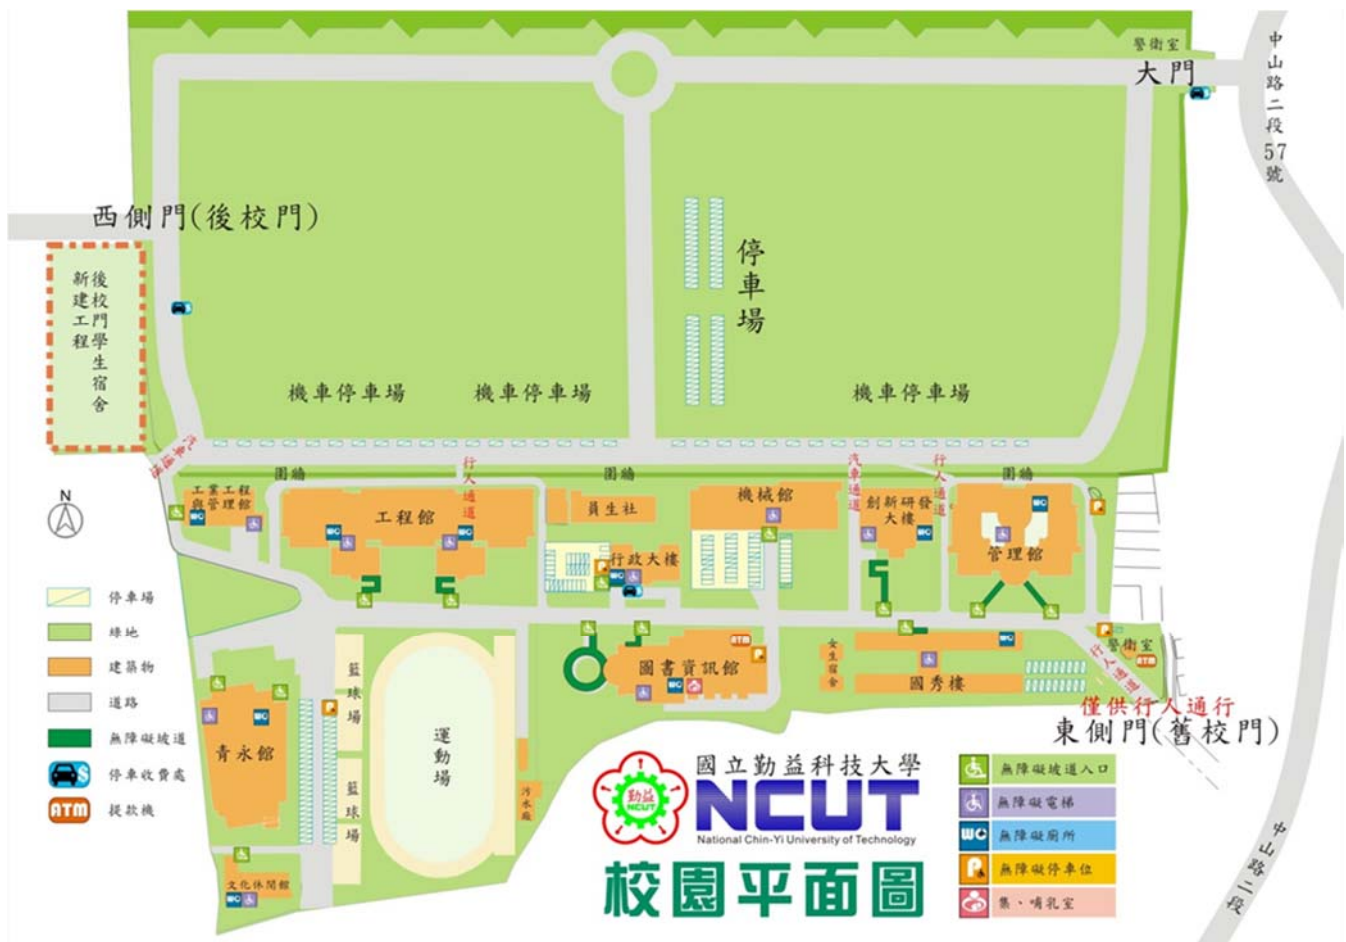 警衛室
大門
中山路二段57號
西側門(後校門)
後校門學生宿舍
新建工程
停車場
機車停車場
機車停車場
機車停車場
汽車通道
圍牆
行人通道
圍牆
汽車通道
行人通道
圍牆
N
工業工程
與管理館
工程館
員生社
機械館
創新研發
大樓
管理館
行政大樓
停車場
綠地
建築物
道路
無障礙坡道
停車收費處
ATM
提款機
籃球場
籃球場
運動場
圖書資訊館
ATM
女生宿舍
國秀樓
警衛室
ATM
行人通道
僅供行人通行
東側門(舊校門)
青永館
污水廠
文化休閒館
國立勤益科技大學
勤益
NCUT
NCUT
National Chin-Yi University of Technology
校園平面圖
無障礙坡道入口
無障礙電梯
無障礙廁所
無障礙停車位
集、哺乳室
中山路二段